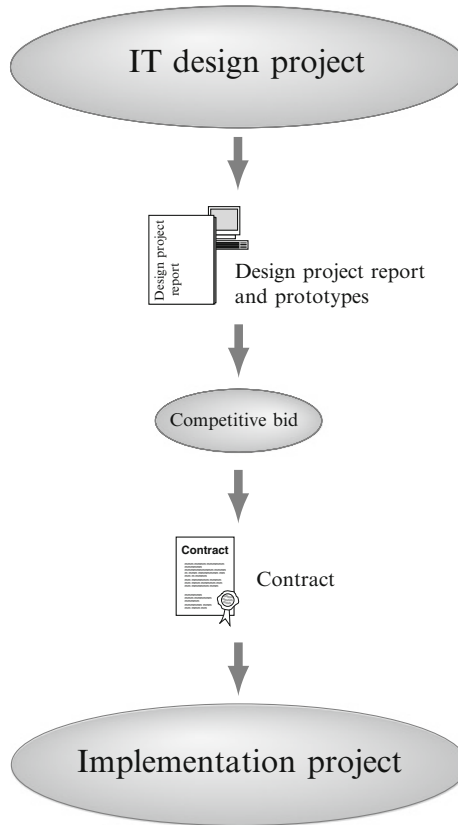 IT design project
Design project
report
Design project report
and prototypes
Competitive bid
Contract
Contract
Implementation project